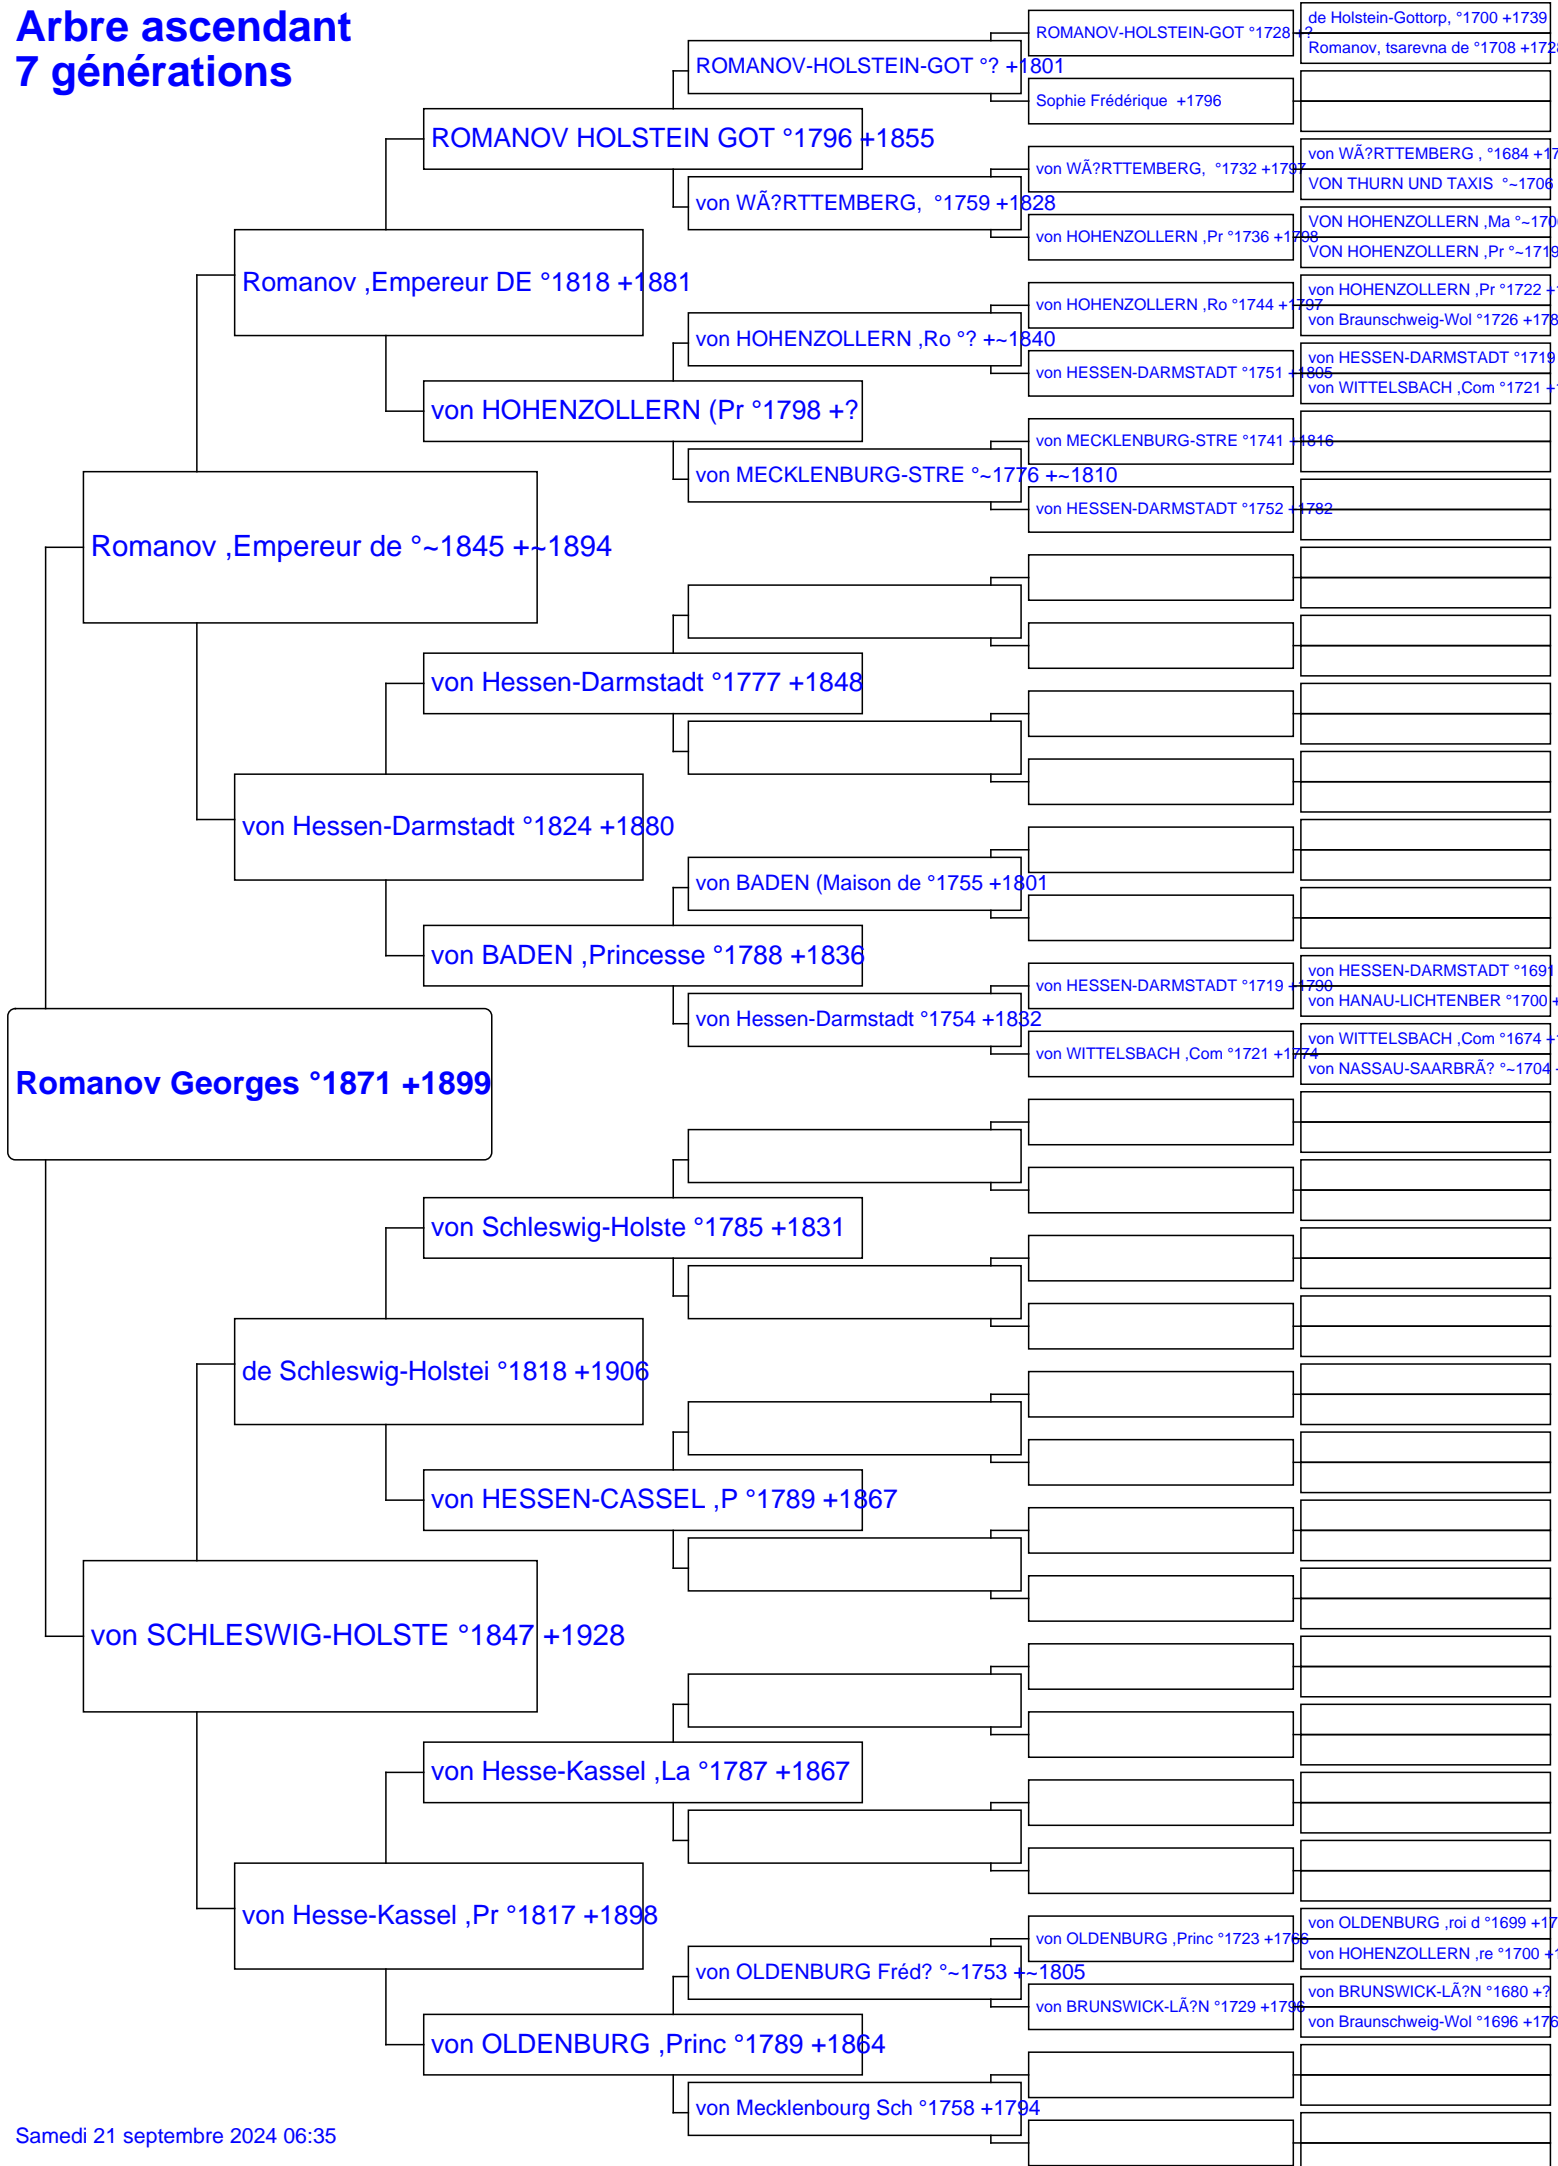 Arbre ascendant
7 générations
de Holstein-Gottorp, °1700 +1739
ROMANOV-HOLSTEIN-GOT °1728 +?
Romanov, tsarevna de °1708 +1728
ROMANOV-HOLSTEIN-GOT °? +1801
Sophie Frédérique  +1796
ROMANOV HOLSTEIN GOT °1796 +1855
von WÃ?RTTEMBERG , °1684 +17
von WÃ?RTTEMBERG,  °1732 +1797
VON THURN UND TAXIS  °~1706
von WÃ?RTTEMBERG,  °1759 +1828
VON HOHENZOLLERN ,Ma °~170
von HOHENZOLLERN ,Pr °1736 +1798
VON HOHENZOLLERN ,Pr °~1719
Romanov ,Empereur DE °1818 +1881
von HOHENZOLLERN ,Pr °1722 +
von HOHENZOLLERN ,Ro °1744 +1797
von Braunschweig-Wol °1726 +178
von HOHENZOLLERN ,Ro °? +~1840
von HESSEN-DARMSTADT °1719
von HESSEN-DARMSTADT °1751 +1805
von WITTELSBACH ,Com °1721 +
von HOHENZOLLERN (Pr °1798 +?
von MECKLENBURG-STRE °1741 +1816
von MECKLENBURG-STRE °~1776 +~1810
von HESSEN-DARMSTADT °1752 +1782
Romanov ,Empereur de °~1845 +~1894
von Hessen-Darmstadt °1777 +1848
von Hessen-Darmstadt °1824 +1880
von BADEN (Maison de °1755 +1801
von BADEN ,Princesse °1788 +1836
von HESSEN-DARMSTADT °1691
von HESSEN-DARMSTADT °1719 +1790
von HANAU-LICHTENBER °1700 +
von Hessen-Darmstadt °1754 +1832
von WITTELSBACH ,Com °1674 +
von WITTELSBACH ,Com °1721 +1774
von NASSAU-SAARBRÃ? °~1704 +
Romanov Georges °1871 +1899
von Schleswig-Holste °1785 +1831
de Schleswig-Holstei °1818 +1906
von HESSEN-CASSEL ,P °1789 +1867
von SCHLESWIG-HOLSTE °1847 +1928
von Hesse-Kassel ,La °1787 +1867
von Hesse-Kassel ,Pr °1817 +1898
von OLDENBURG ,roi d °1699 +17
von OLDENBURG ,Princ °1723 +1766
von HOHENZOLLERN ,re °1700 +1
von OLDENBURG Fréd? °~1753 +~1805
von BRUNSWICK-LÃ?N °1680 +?
von BRUNSWICK-LÃ?N °1729 +1796
von Braunschweig-Wol °1696 +176
von OLDENBURG ,Princ °1789 +1864
von Mecklenbourg Sch °1758 +1794
Samedi 21 septembre 2024 06:35